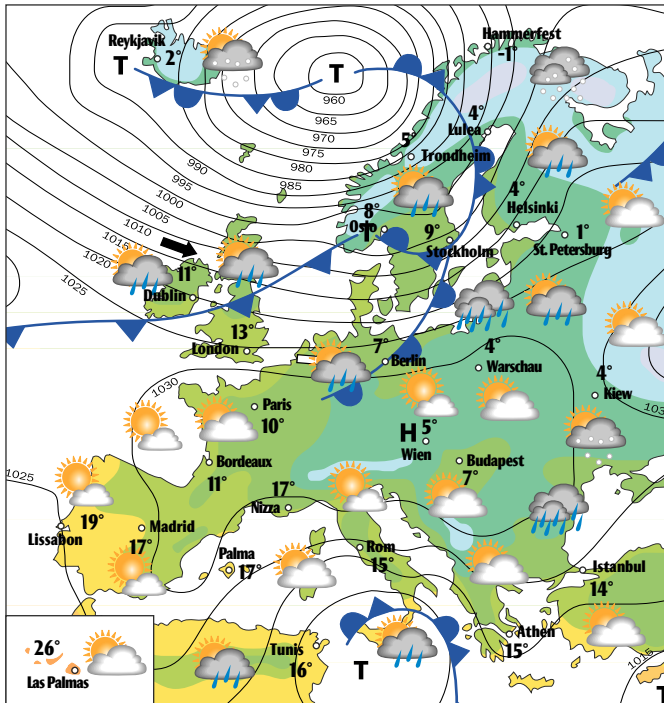 Hammerfest
-1°
Reykjavik
2°
T
T
960
965
970
975
985
990
995
1000
1005
1010
1015
1020
1025
4°
Lulea
5°
Trondheim
4°
Helsinki
8°
Oslo
T
9°
Stockholm
1°
St. Petersburg
11°
Dublin
13°
London
7°
Berlin
4°
Warschau
4°
Kiew
1030
1030
Paris
10°
H
5°
Wien
Budapest
7°
Bordeaux
11°
1025
17°
Nizza
19°
Lissabon
Madrid
17°
Palma
17°
Rom
15°
Istanbul
14°
Athen
15°
Tunis
16°
T
26°
Las Palmas
1015
T